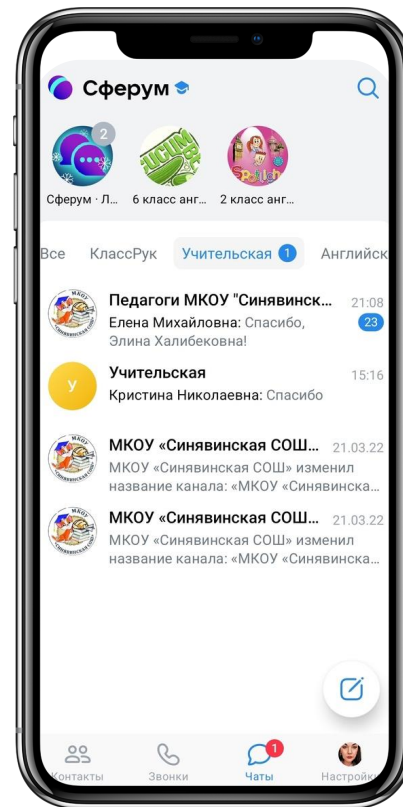 Сферум
2
Сферум · Л...
6 класс анг...
2 класс анг...
Все
КлассРук
Учительская 1
Английск
Педагоги МКОУ "Синявинск...
21:08
Елена Михайловна: Спасибо,
23
Элина Халибековна!
У
Учительская
15:16
Кристина Николаевна: Спасибо
МКОУ «Синявинская СОШ...
21.03.22
МКОУ «Синявинская СОШ» изменил
название канала: «МКОУ «Синявинска...
МКОУ «Синявинская СОШ...
21.03.22
МКОУ «Синявинская СОШ» изменил
название канала: «МКОУ «Синявинска...
1
Контакты
Звонки
Чаты
Настройки